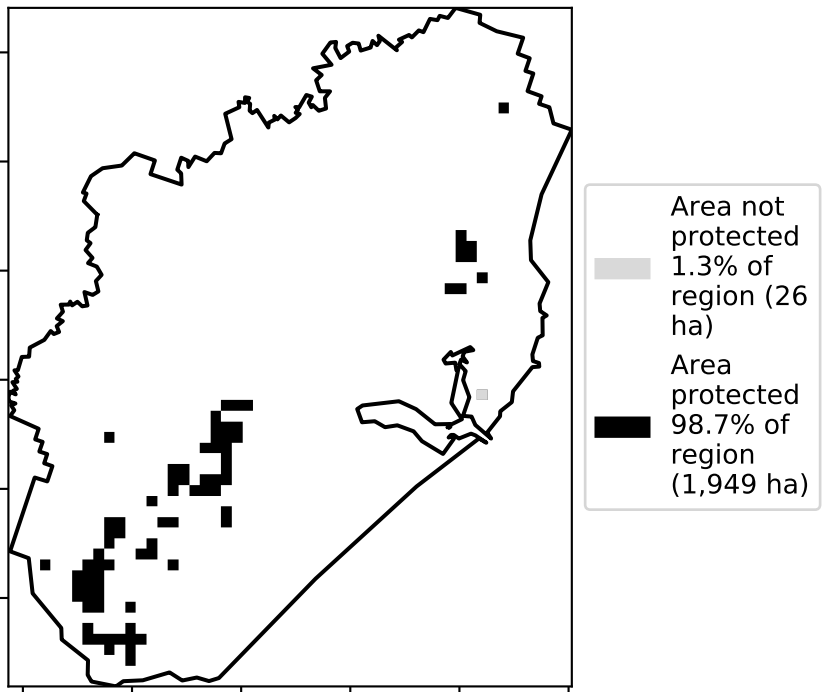 Area not
protected
1.3% of
region (26
ha)
Area
protected
98.7% of
region
(1,949 ha)